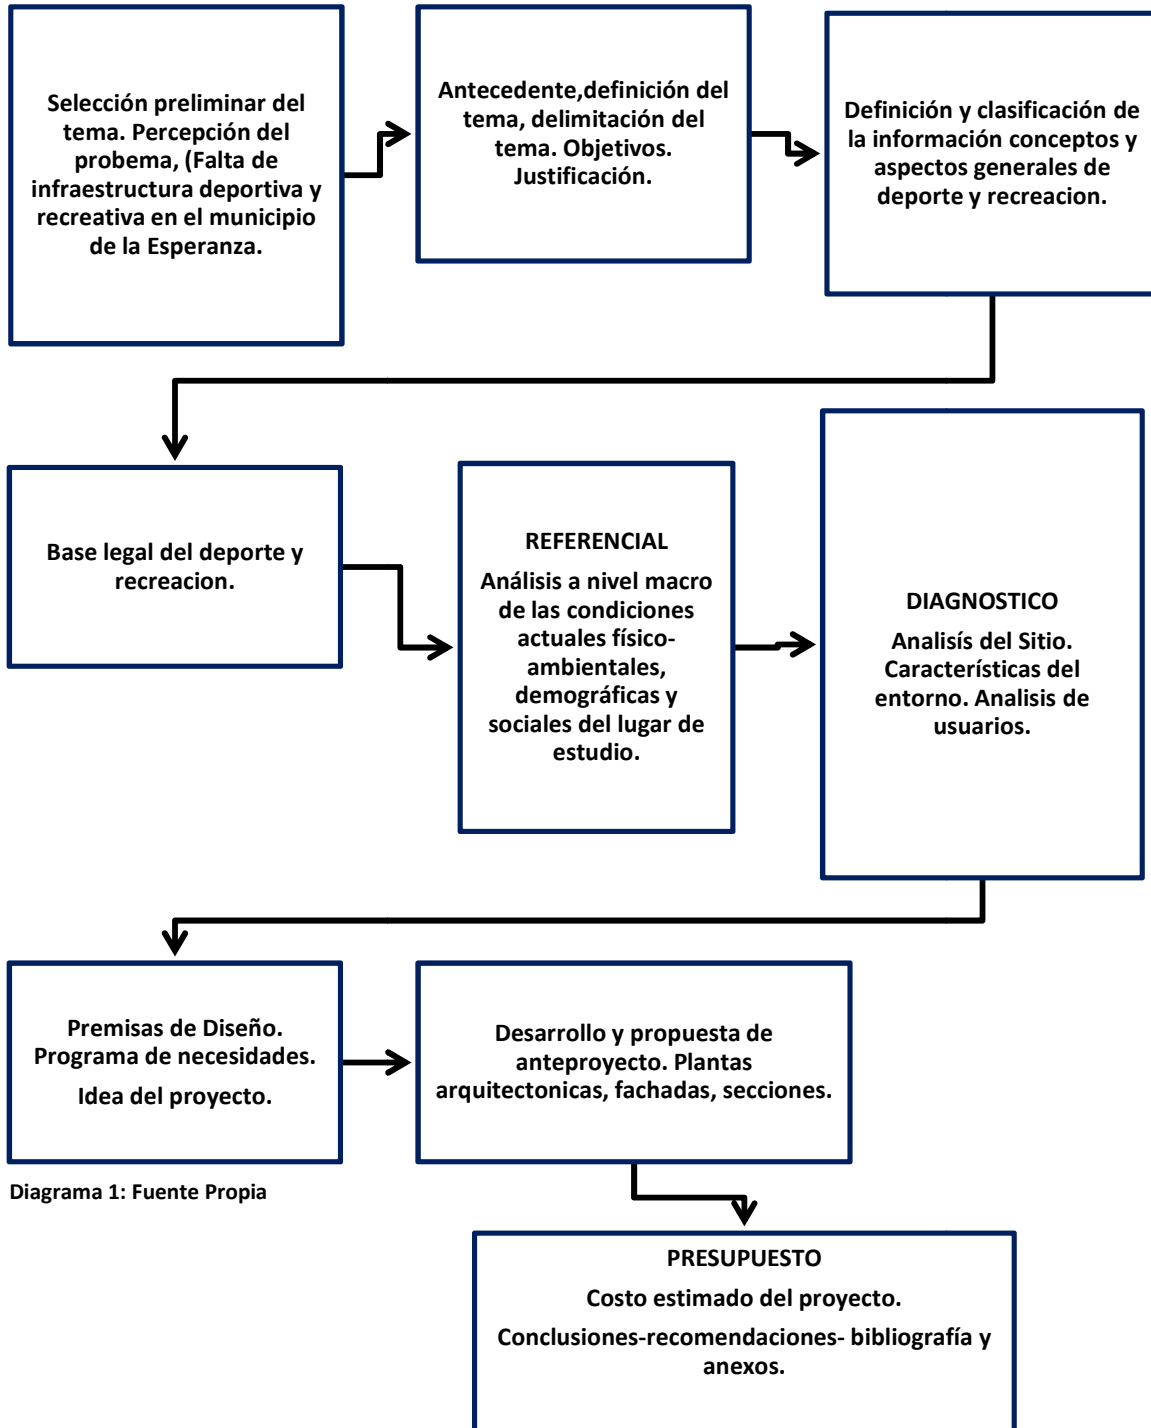 Selección preliminar del
tema. Percepción del
probema, (Falta de
infraestructura deportiva y
recreativa en el municipio
de la Esperanza.
Antecedente,definición del
tema, delimitación del
tema. Objetivos.
Justificación.
Definición y clasificación de
la información conceptos y
aspectos generales de
deporte y recreacion.
Base legal del deporte y
recreacion.
REFERENCIAL
Análisis a nivel macro
de las condiciones
actuales físico-
ambientales,
demográficas y
sociales del lugar de
estudio.
DIAGNOSTICO
Analisís del Sitio.
Característícas del
entorno. Analisis de
usuarios.
Premisas de Diseño.
Programa de necesidades.
Idea del proyecto.
Desarrollo y propuesta de
anteproyecto. Plantas
arquitectonicas, fachadas, secciones.
Diagrama 1: Fuente Propia
PRESUPUESTO
Costo estimado del proyecto.
Conclusiones-recomendaciones- bibliografía y
anexos.